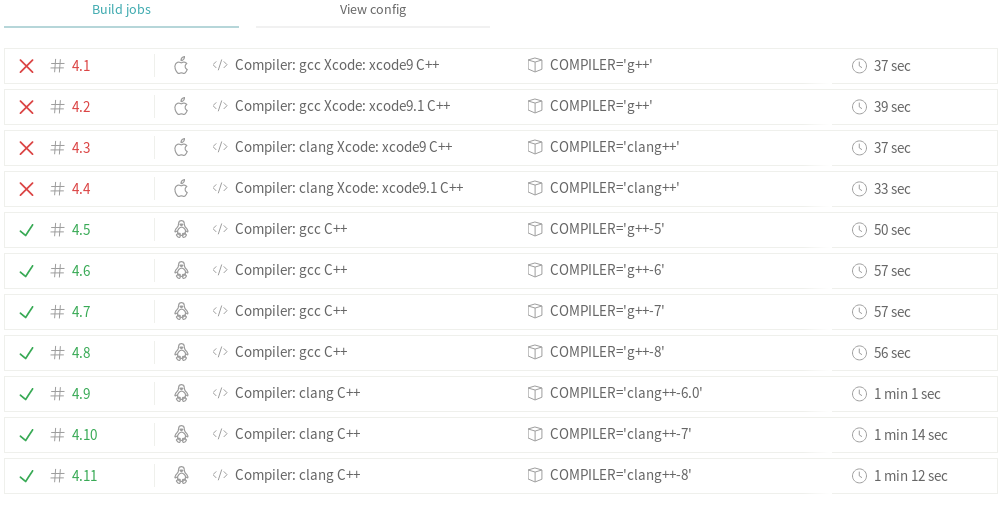 Build jobs View config
# 4.1 </> Compiler: gcc Xcode: xcode9 C++ COMPILER='g++' 37 sec
# 4.2 </> Compiler: gcc Xcode: xcode9.1 C++ COMPILER='g++' 39 sec
# 4.3 </> Compiler: clang Xcode: xcode9 C++ COMPILER='clang++' 37 sec
# 4.4 </> Compiler: clang Xcode: xcode9.1 C++ COMPILER='clang++' 33 sec
# 4.5 </> Compiler: gcc C++ COMPILER='g++-5' 50 sec
# 4.6 </> Compiler: gcc C++ COMPILER='g++-6' 57 sec
# 4.7 </> Compiler: gcc C++ COMPILER='g++-7' 57 sec
# 4.8 </> Compiler: gcc C++ COMPILER='g++-8' 56 sec
# 4.9 </> Compiler: clang C++ COMPILER='clang++-6.0' 1 min 1 sec
# 4.10 </> Compiler: clang C++ COMPILER='clang++-7' 1 min 14 sec
# 4.11 </> Compiler: clang C++ COMPILER='clang++-8' 1 min 12 sec